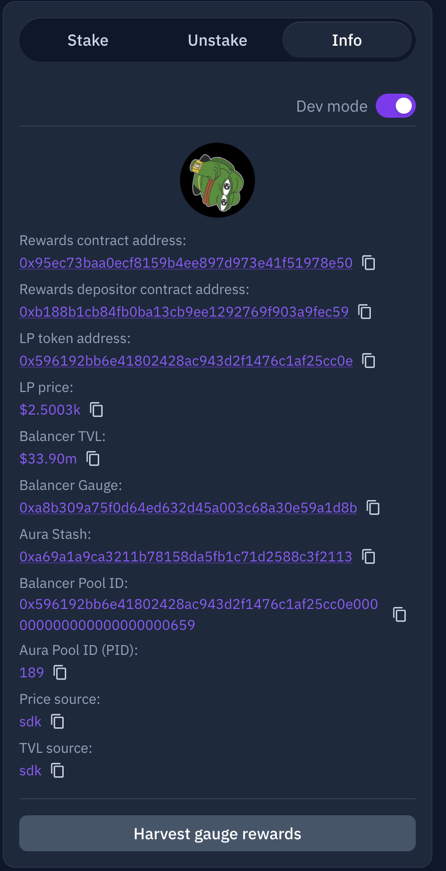 Stake Unstake Info
Dev mode
Rewards contract address:
0x95ec73baa0ecf8159b4ee897d973e41f51978e50
Rewards depositor contract address:
0xb188b1cb84fb0ba13cb9ee1292769f903a9fec59
LP token address:
0x596192bb6e41802428ac943d2f1476c1af25cc0e
LP price:
$2.5003k
Balancer TVL:
$33.90m
Balancer Gauge:
0xa8b309a75f0d64ed632d45a003c68a30e59a1d8b
Aura Stash:
0xa69a1a9ca3211b78158da5fb1c71d2588c3f2113
Balancer Pool ID:
0x596192bb6e41802428ac943d2f1476c1af25cc0e000
000000000000000000659
Aura Pool ID (PID):
189
Price source:
sdk
TVL source:
sdk
Harvest gauge rewards